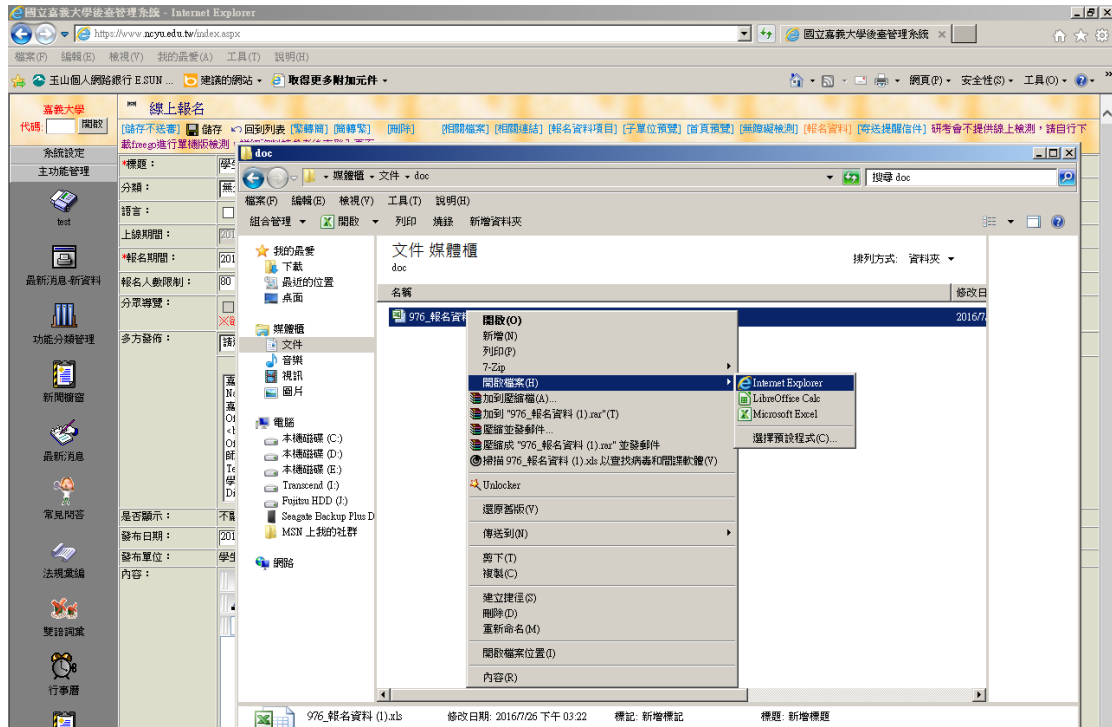 國立嘉義大學後臺管理系統 - Internet Explorer
https://www.ncyu.edu.tw/index.aspx
國立嘉義大學後臺管理系統
檔案(F) 編輯(E) 檢視(V) 我的最愛(A) 工具(T) 說明(H)
玉山個人網路銀行 E.SUN ... 建議的網站 取得更多附加元件
網頁(P) 安全性(S) 工具(O)
嘉義大學
代碼: 開啟
系統設定
主功能管理
test
最新消息-新資料
功能分類管理
新聞櫥窗
最新消息
常見問答
法規彙編
雙語詞彙
行事曆
線上報名
[儲存不送審] 儲存 回到列表 [繁轉簡] [簡轉繁] [刪除] [相關檔案] [相關連結] [報名資料項目] [子單位預覽] [首頁預覽] [無障礙檢測] [報名資料] [寄送提醒信件] 研考會不提供線上檢測，請自行下
載freego進行單機版檢測，
*標題：
分類：
語言：
上線期間： 201
*報名期間： 201
報名人數限制： 80
分眾導覽：
多方發佈：
是否顯示：
發布日期： 201
發布單位：
內容：
doc
媒體櫃 文件 doc
搜尋 doc
檔案(F) 編輯(E) 檢視(V) 工具(T) 說明(H)
組合管理 開啟 列印 燒錄 新增資料夾
我的最愛
下載
最近的位置
桌面
媒體櫃
文件
音樂
視訊
圖片
電腦
本機磁碟 (C:)
本機磁碟 (D:)
本機磁碟 (E:)
Transcend (I:)
Fujitsu HDD (J:)
Seagate Backup Plus D
MSN 上我的社群
網路
文件 媒體櫃
doc
排列方式: 資料夾
名稱 修改日
976_報名資料 2016/7/
開啟(O)
新增(N)
列印(P)
7-Zip
開啟檔案(H)
加到壓縮檔(A)...
加到 "976_報名資料 (1).rar"(T)
壓縮並發郵件...
壓縮成 "976_報名資料 (1).rar" 並發郵件
掃描 976_報名資料 (1).xls 以查找病毒和間諜軟體(V)
Unlocker
還原舊版(V)
傳送到(N)
剪下(T)
複製(C)
建立捷徑(S)
刪除(D)
重新命名(M)
開啟檔案位置(I)
內容(R)
Internet Explorer
LibreOffice Calc
Microsoft Excel
選擇預設程式(C)...
976_報名資料 (1).xls 修改日期: 2016/7/26 下午 03:22 標記: 新增標記 標題: 新增標題